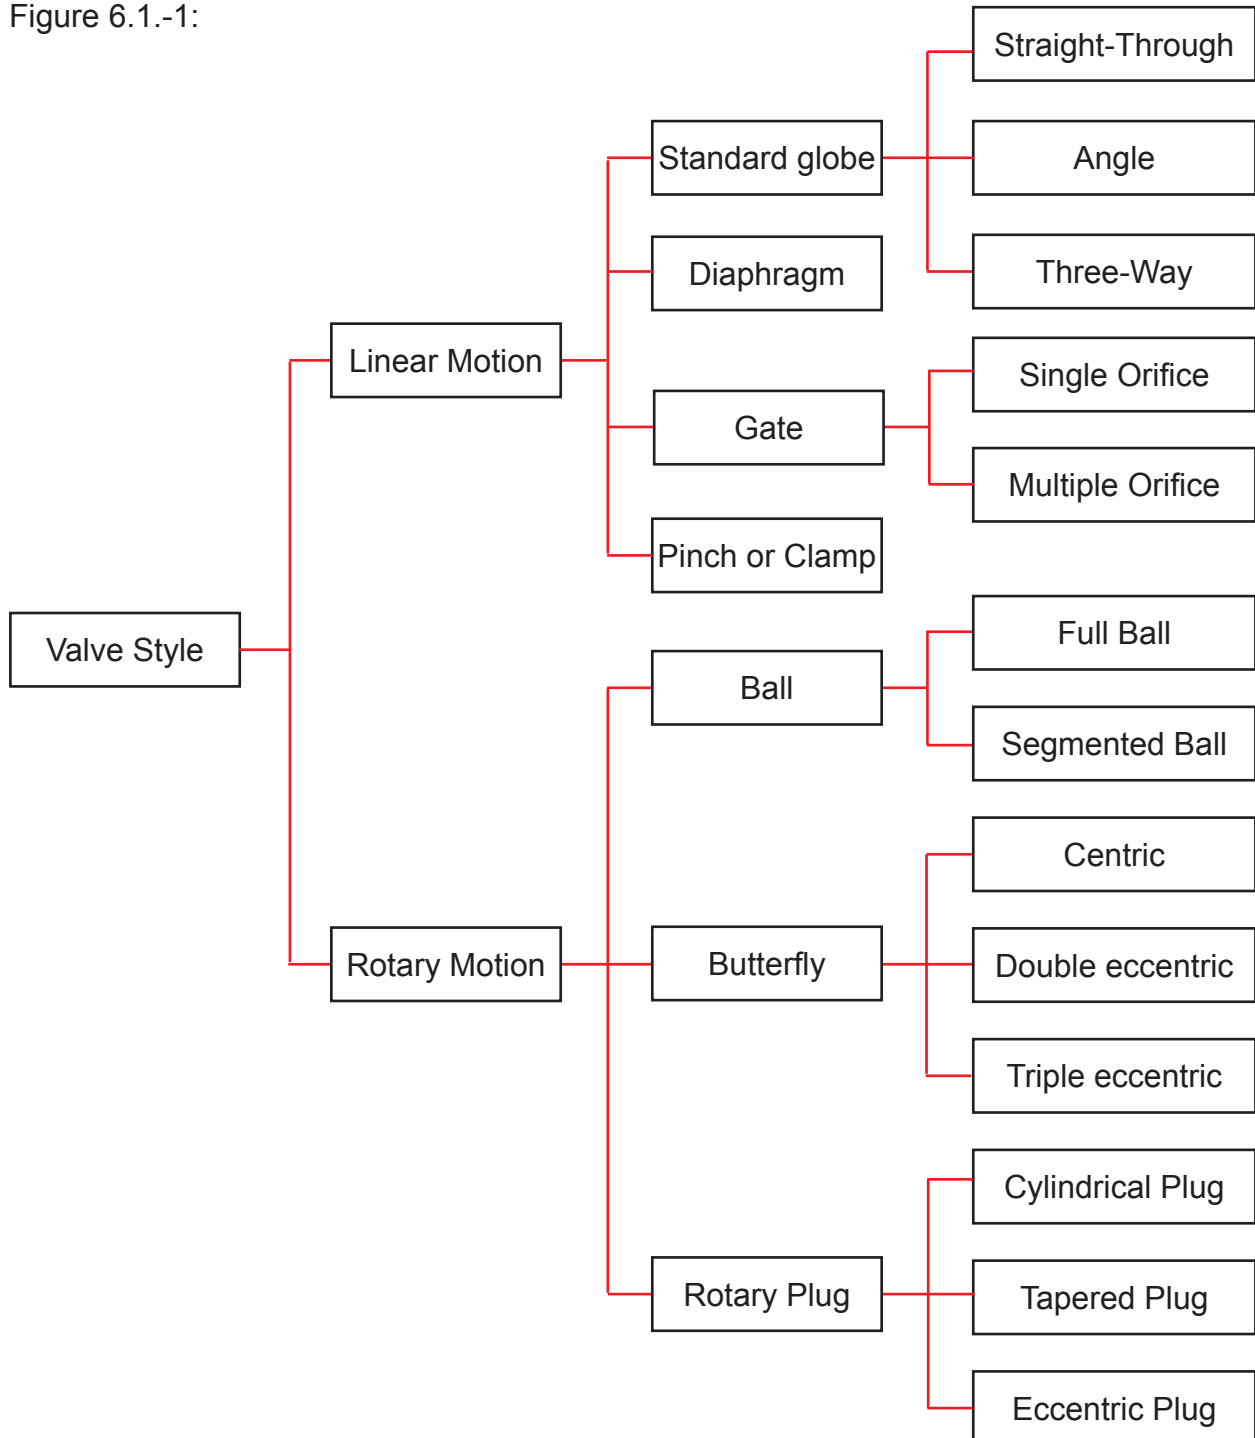 Figure 6.1.-1:
Straight-Through
Standard globe
Angle
Three-Way
Diaphragm
Linear Motion
Single Orifice
Gate
Multiple Orifice
Pinch or Clamp
Valve Style
Full Ball
Ball
Segmented Ball
Centric
Rotary Motion
Butterfly
Double eccentric
Triple eccentric
Cylindrical Plug
Rotary Plug
Tapered Plug
Eccentric Plug